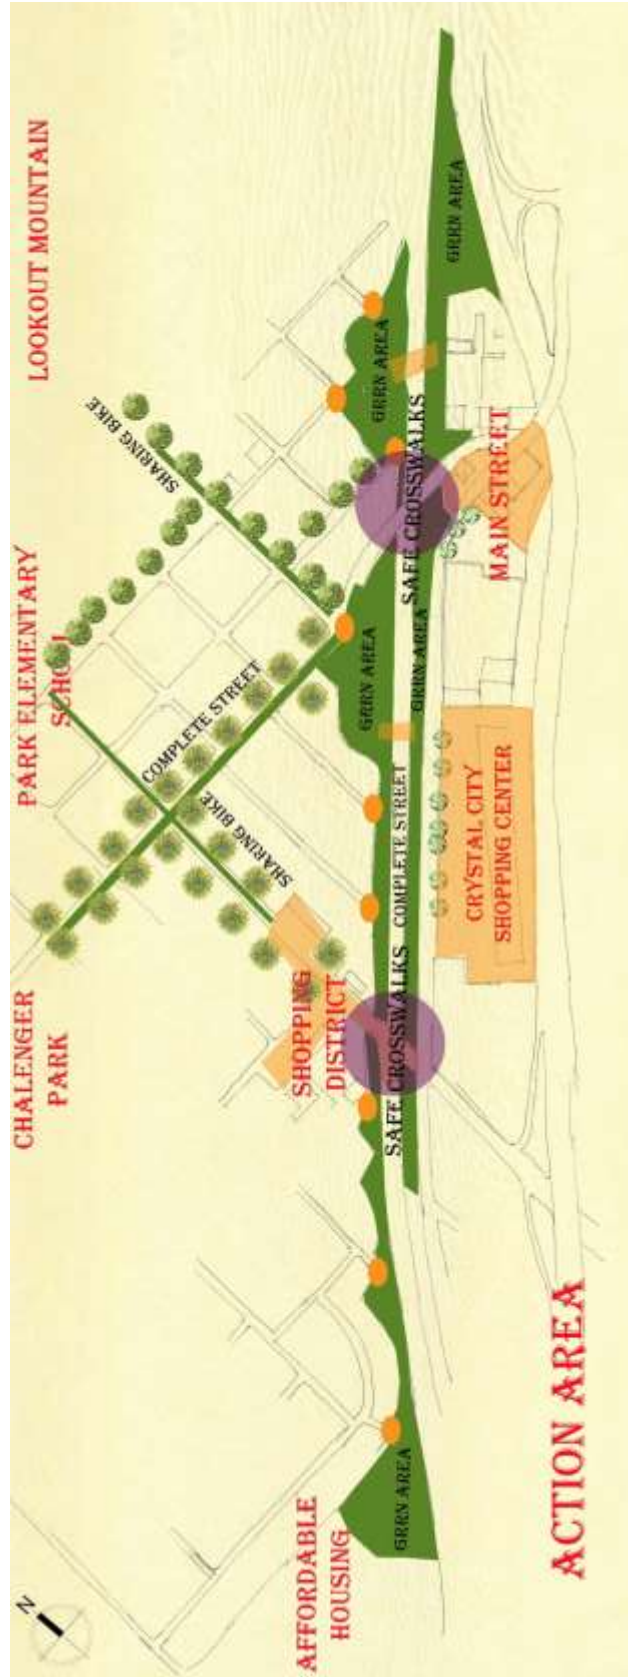 N
CHALENGER
PARK
PARK ELEMENTARY
SCHOOL
LOOKOUT MOUNTAIN
SHARING BIKE
COMPLETE STREET
SHARING BIKE
AFFORDABLE
HOUSING
SHOPPING
DISTRICT
GRRN AREA
GRRN AREA
GRRN AREA
SAFE CROSSWALKS
COMPLETE STREET
GRRN AREA
SAFE CROSSWALKS
GRRN AREA
CRYSTAL CITY
SHOPPING CENTER
MAIN STREET
ACTION AREA